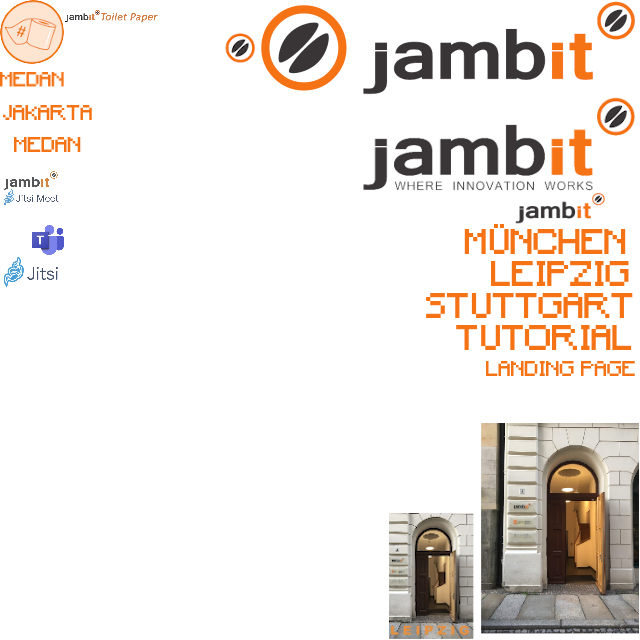 #
jambit Toilet Paper
MEDAN
JAKARTA
MEDAN
jambit
Jitsi Meet
T
Jitsi
jambit
jambit
WHERE INNOVATION WORKS
jambit
MÜNCHEN
LEIPZIG
STUTTGART
TUTORIAL
LANDING PAGE
jambit
LEIPZIG